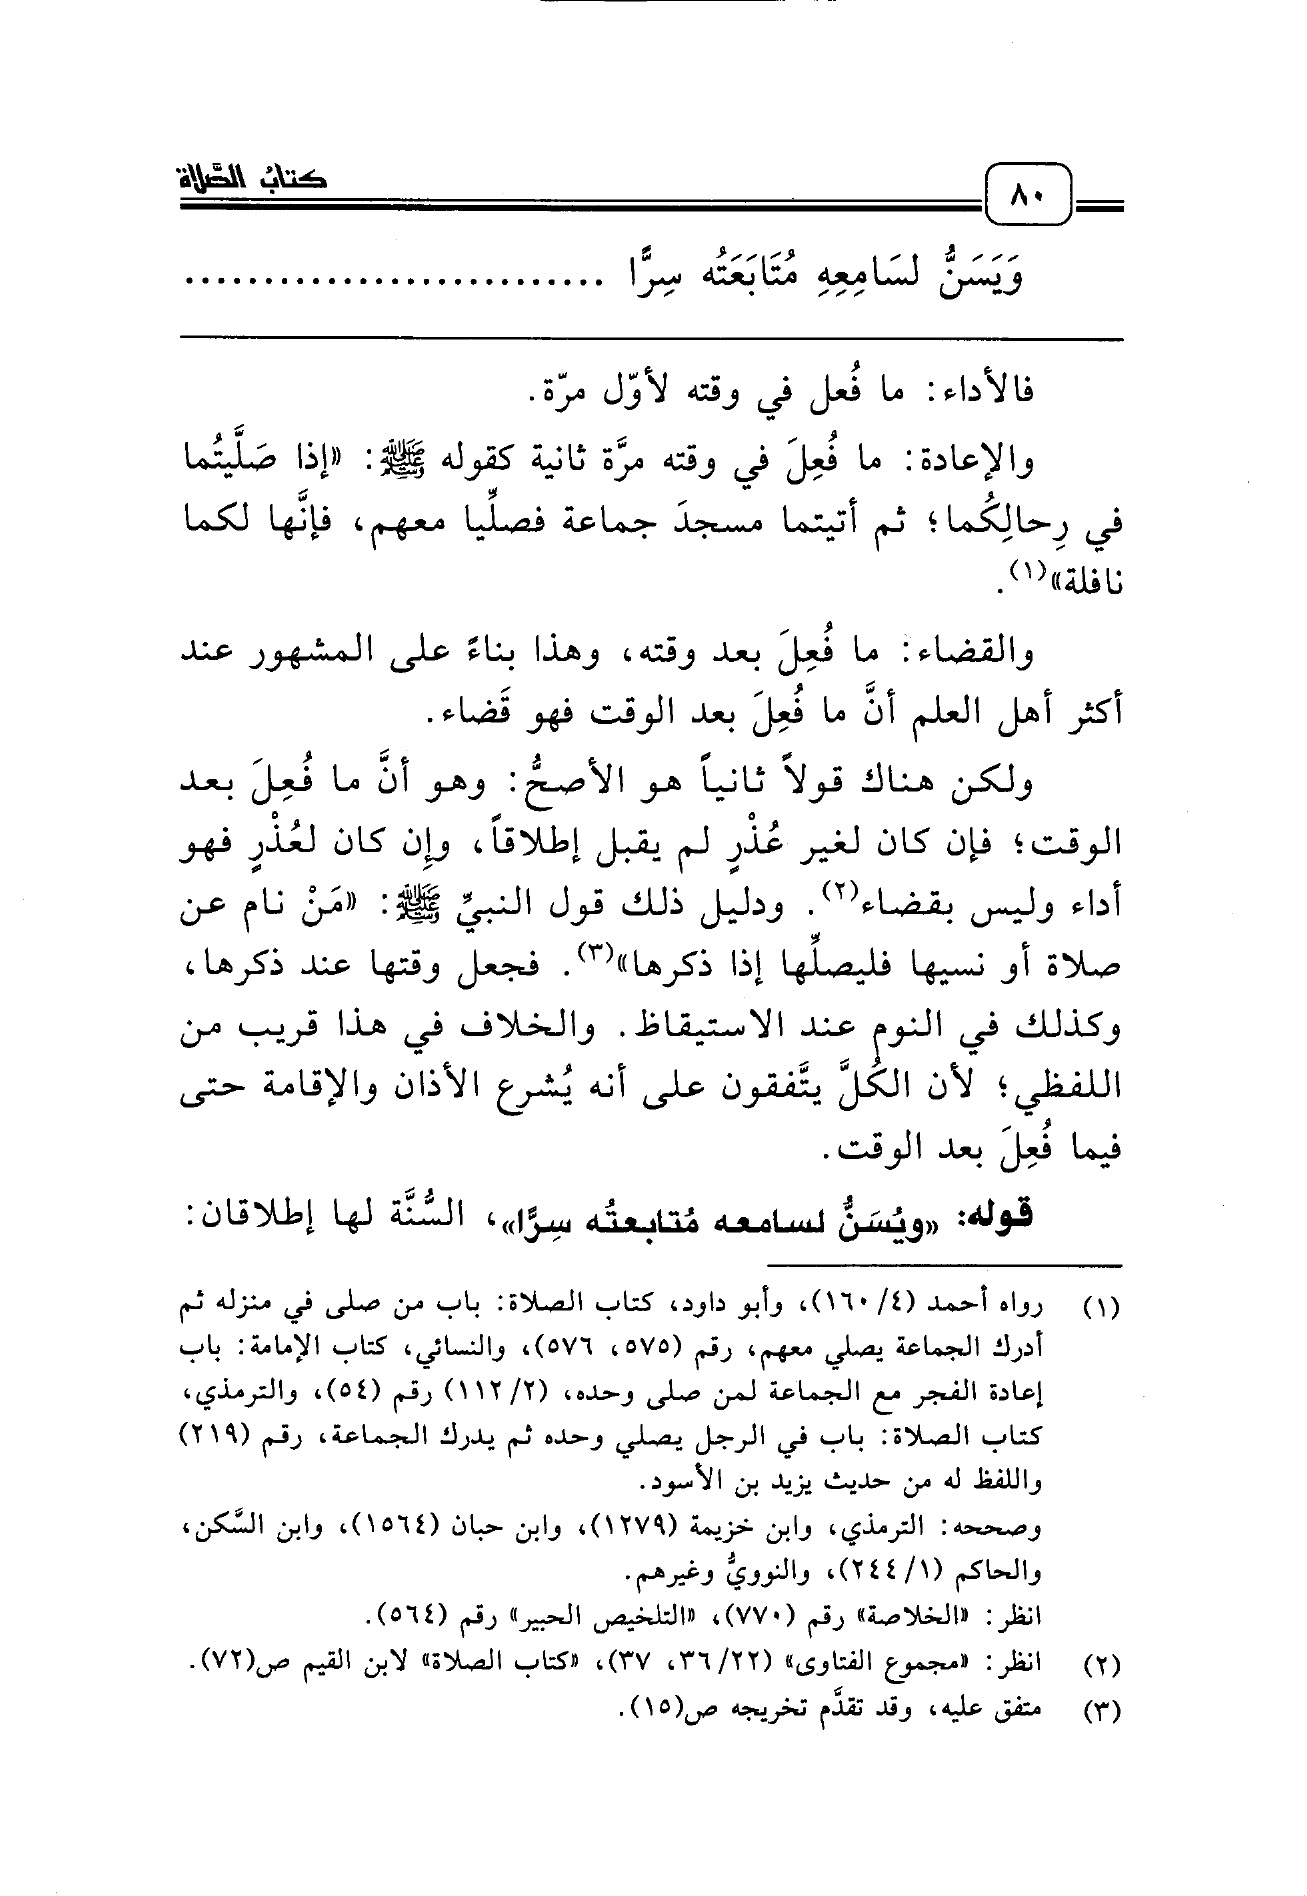 كتابُ الصَّلاة
٨٠
وَيَسَنُّ لسَامِعِهِ مُتَابَعَتُه سِرًّا ............................
فالأداء: ما فُعل في وقته لأوّل مرّة.
والإعادة: ما فُعِلَ في وقته مرَّة ثانية كقوله ﷺ: «إذا صَلَّيتُما
في رِحالِكُما؛ ثم أتيتما مسجدَ جماعة فصلِّيا معهم، فإنَّها لكما
نافلة»(١).
والقضاء: ما فُعِلَ بعد وقته، وهذا بناءً على المشهور عند
أكثر أهل العلم أنَّ ما فُعِلَ بعد الوقت فهو قَضاء.
ولكن هناك قولاً ثانياً هو الأصحُّ: وهو أنَّ ما فُعِلَ بعد
الوقت؛ فإن كان لغير عُذْرٍ لم يقبل إطلاقاً، وإن كان لعُذْرٍ فهو
أداء وليس بقضاء(٢). ودليل ذلك قول النبيِّ ﷺ: «مَنْ نام عن
صلاة أو نسيها فليصلِّها إذا ذكرها»(٣). فجعل وقتها عند ذكرها،
وكذلك في النوم عند الاستيقاظ. والخلاف في هذا قريب من
اللفظي؛ لأن الكُلَّ يتَّفقون على أنه يُشرع الأذان والإقامة حتى
فيما فُعِلَ بعد الوقت.
قوله: «ويُسَنُّ لسامعه مُتابعتُه سِرًّا»، السُّنَّة لها إطلاقان:
(١) رواه أحمد (٤/١٦٠)، وأبو داود، كتاب الصلاة: باب من صلى في منزله ثم
أدرك الجماعة يصلي معهم، رقم (٥٧٥، ٥٧٦)، والنسائي، كتاب الإمامة: باب
إعادة الفجر مع الجماعة لمن صلى وحده، (٢/١١٢) رقم (٥٤)، والترمذي،
كتاب الصلاة: باب في الرجل يصلي وحده ثم يدرك الجماعة، رقم (٢١٩)
واللفظ له من حديث يزيد بن الأسود.
وصححه: الترمذي، وابن خزيمة (١٢٧٩)، وابن حبان (١٥٦٤)، وابن السَّكن،
والحاكم (١/٢٤٤)، والنوويُّ وغيرهم.
انظر: «الخلاصة» رقم (٧٧٠)، «التلخيص الحبير» رقم (٥٦٤).
(٢) انظر: «مجموع الفتاوى» (٢٢/٣٦، ٣٧)، «كتاب الصلاة» لابن القيم ص(٧٢).
(٣) متفق عليه، وقد تقدَّم تخريجه ص(١٥).